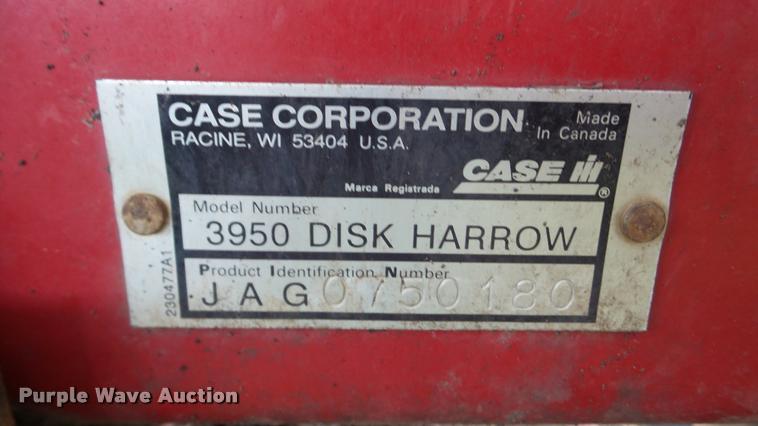 CASE CORPORATION
Made
In Canada
RACINE, WI 53404 U.S.A.
CASE IH
®
Marca Registrada
Model Number
3950 DISK HARROW
Product Identification Number
JAG0750180
230477A1
Purple Wave Auction